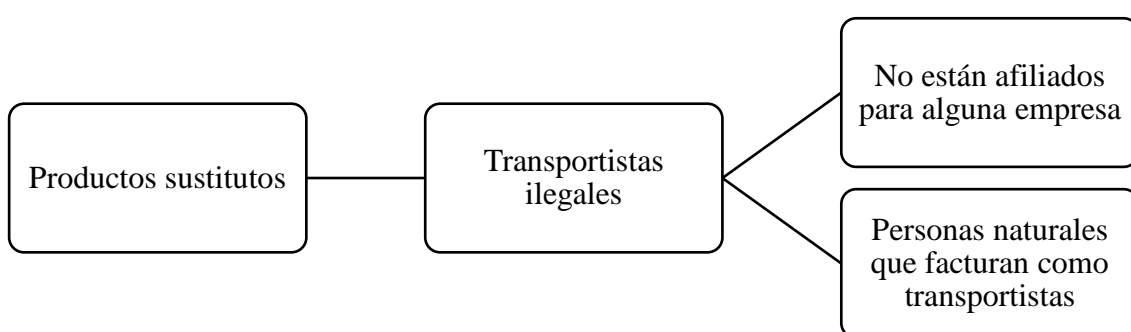 Productos sustitutos
Transportistas
ilegales
No están afiliados
para alguna empresa
Personas naturales
que facturan como
transportistas